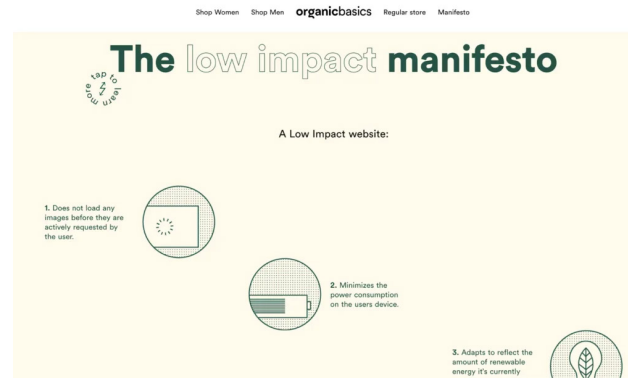 Shop Women Shop Men organicbasics Regular store Manifesto
The low impact manifesto
tap to learn more
A Low Impact website:
1. Does not load any
images before they are
actively requested by
the user.
2. Minimizes the
power consumption
on the users device.
3. Adapts to reflect the
amount of renewable
energy it's currently